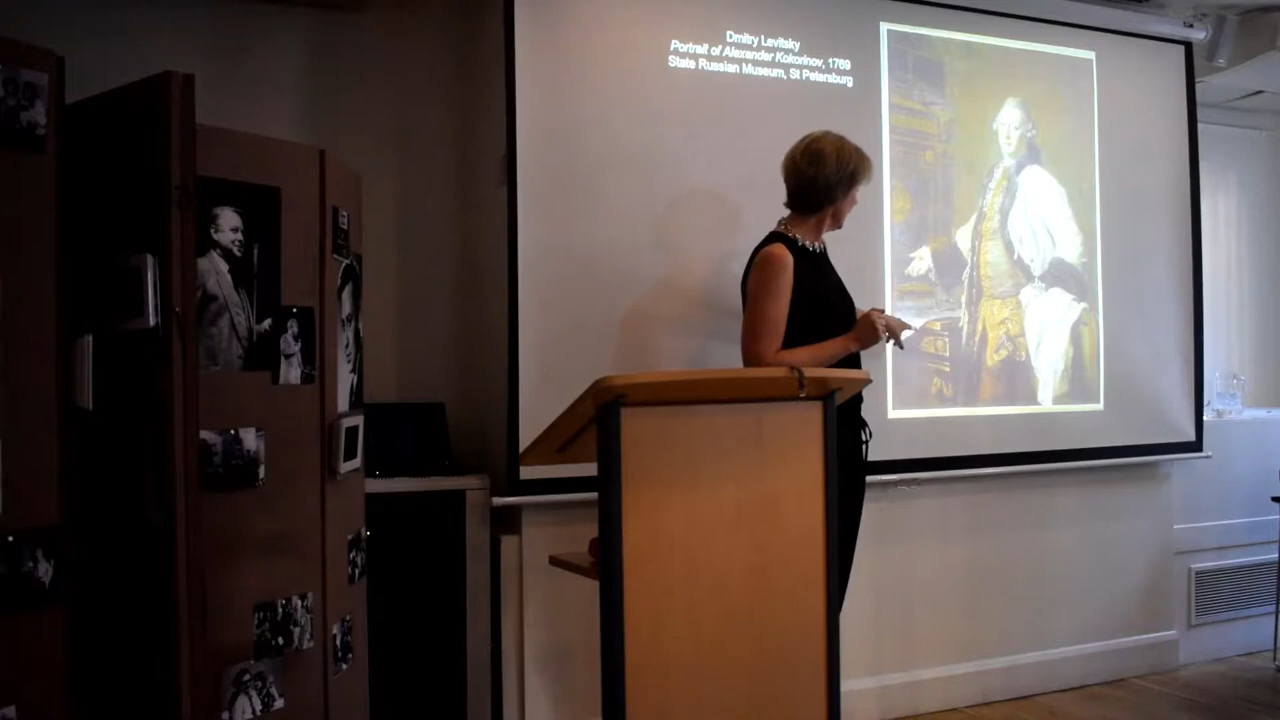 Dmitry Levitsky
Portrait of Alexander Kokorinov, 1769
State Russian Museum, St Petersburg